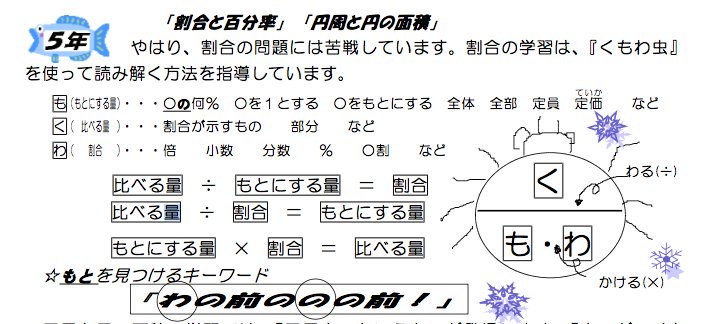 「割合と百分率」「円周と円の面積」
5年
やはり、割合の問題には苦戦しています。割合の学習は、『くもわ虫』
を使って読み解く方法を指導しています。
も(もとにする量)・・・〇の何% 〇を1とする 〇をもとにする 全体 全部 定員 定価 など
ていか
く( 比べる量 )・・・割合が示すもの 部分 など
わ( 割合 )・・・倍 小数 分数 % 〇割 など
比べる量 ÷ もとにする量 = 割合
比べる量 ÷ 割合 = もとにする量
もとにする量 × 割合 = 比べる量
く
わる(÷)
も・わ
かける(×)
☆もとを見つけるキーワード
「わの前ののの前!」